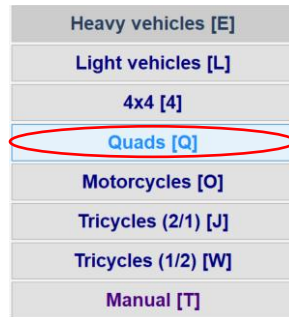 Heavy vehicles [E]
Light vehicles [L]
4x4 [4]
Quads [Q]
Motorcycles [O]
Tricycles (2/1) [J]
Tricycles (1/2) [W]
Manual [T]